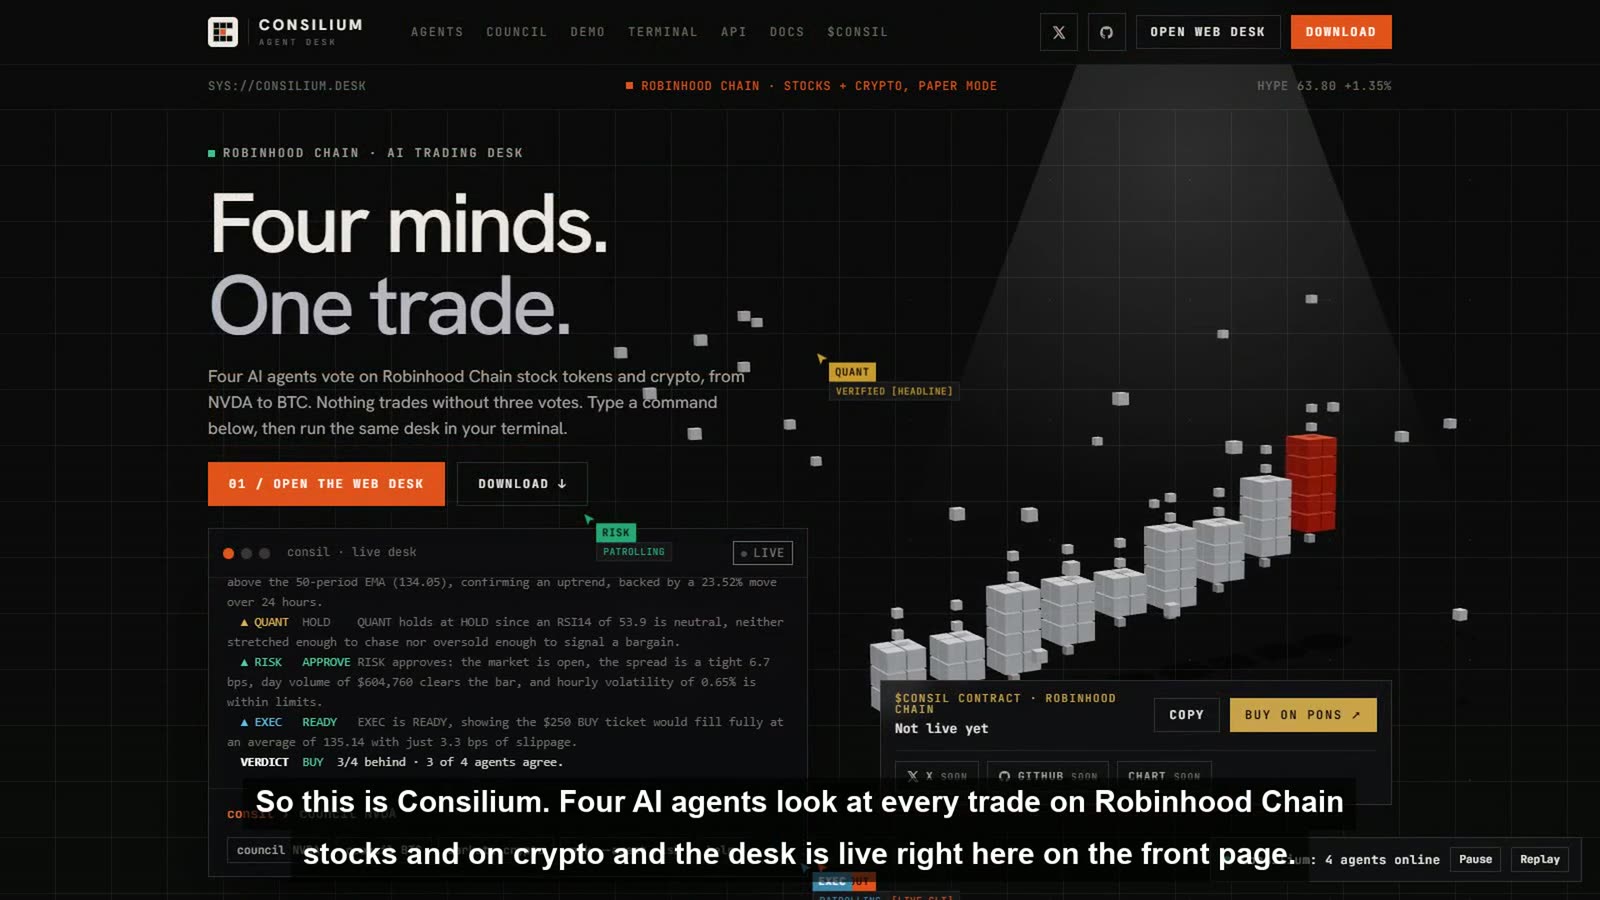 CONSILIUM
AGENT DESK
AGENTS COUNCIL DEMO TERMINAL API DOCS $CONSIL
OPEN WEB DESK
DOWNLOAD
SYS://CONSILIUM.DESK
ROBINHOOD CHAIN · STOCKS + CRYPTO, PAPER MODE
HYPE 63.80 +1.35%
ROBINHOOD CHAIN · AI TRADING DESK
Four minds.
One trade.
Four AI agents vote on Robinhood Chain stock tokens and crypto, from
NVDA to BTC. Nothing trades without three votes. Type a command
below, then run the same desk in your terminal.
QUANT
VERIFIED [HEADLINE]
01 / OPEN THE WEB DESK
DOWNLOAD ↓
RISK
PATROLLING
consil · live desk
LIVE
above the 50-period EMA (134.05), confirming an uptrend, backed by a 23.52% move
over 24 hours.
▲ QUANT HOLD QUANT holds at HOLD since an RSI14 of 53.9 is neutral, neither
stretched enough to chase nor oversold enough to signal a bargain.
▲ RISK APPROVE RISK approves: the market is open, the spread is a tight 6.7
bps, day volume of $604,760 clears the bar, and hourly volatility of 0.65% is
within limits.
▲ EXEC READY EXEC is READY, showing the $250 BUY ticket would fill fully at
an average of 135.14 with just 3.3 bps of slippage.
VERDICT BUY 3/4 behind · 3 of 4 agents agree.
$CONSIL CONTRACT · ROBINHOOD
CHAIN
Not live yet
COPY
BUY ON PONS ↗
X SOON
GITHUB SOON
CHART SOON
So this is Consilium. Four AI agents look at every trade on Robinhood Chain
stocks and on crypto and the desk is live right here on the front page.
council
: 4 agents online
Pause
Replay
EXEC